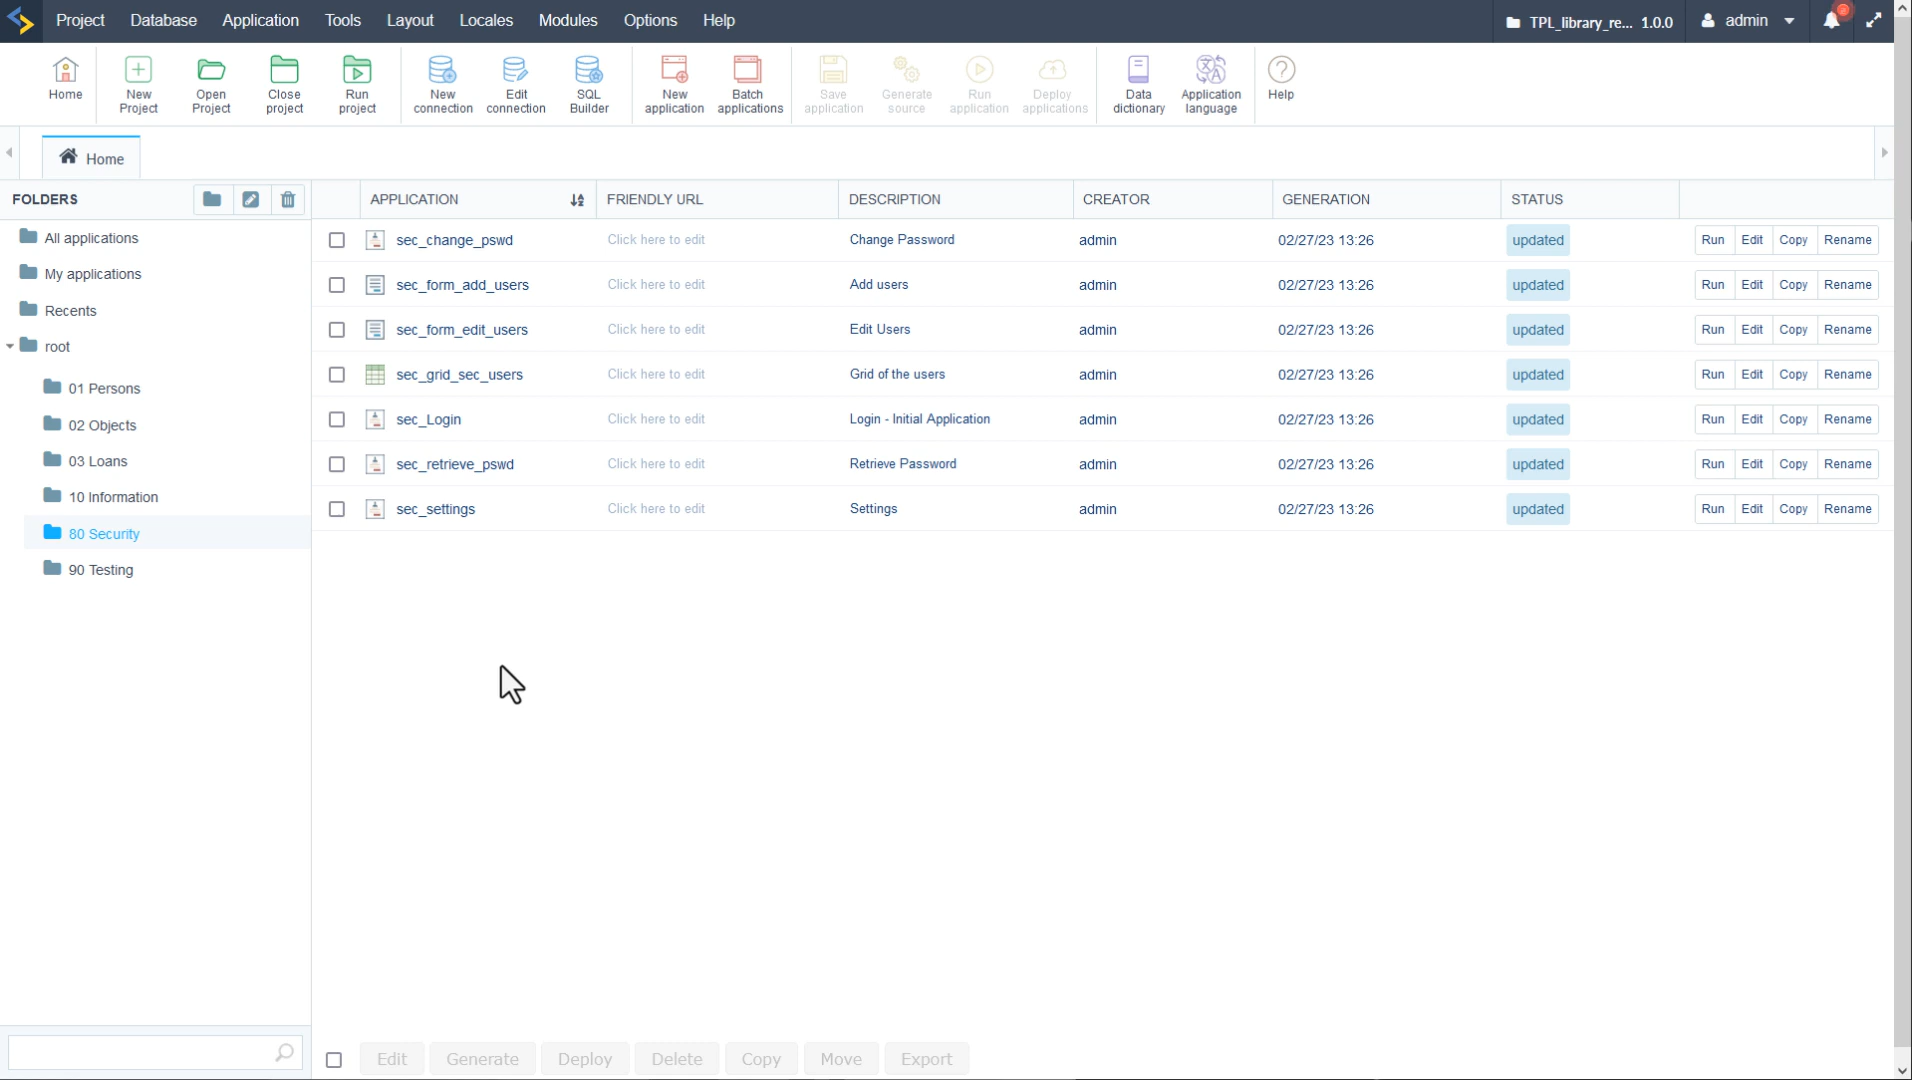 Project Database Application Tools Layout Locales Modules Options Help TPL_library_re... 1.0.0 admin
Home New Project Open Project Close project Run project New connection Edit connection SQL Builder New application Batch applications Save application Generate source Run application Deploy applications Data dictionary Application language Help
Home
FOLDERS
All applications
My applications
Recents
root
01 Persons
02 Objects
03 Loans
10 Information
80 Security
90 Testing
APPLICATION FRIENDLY URL DESCRIPTION CREATOR GENERATION STATUS
sec_change_pswd Click here to edit Change Password admin 02/27/23 13:26 updated Run Edit Copy Rename
sec_form_add_users Click here to edit Add users admin 02/27/23 13:26 updated Run Edit Copy Rename
sec_form_edit_users Click here to edit Edit Users admin 02/27/23 13:26 updated Run Edit Copy Rename
sec_grid_sec_users Click here to edit Grid of the users admin 02/27/23 13:26 updated Run Edit Copy Rename
sec_Login Click here to edit Login - Initial Application admin 02/27/23 13:26 updated Run Edit Copy Rename
sec_retrieve_pswd Click here to edit Retrieve Password admin 02/27/23 13:26 updated Run Edit Copy Rename
sec_settings Click here to edit Settings admin 02/27/23 13:26 updated Run Edit Copy Rename
Edit Generate Deploy Delete Copy Move Export